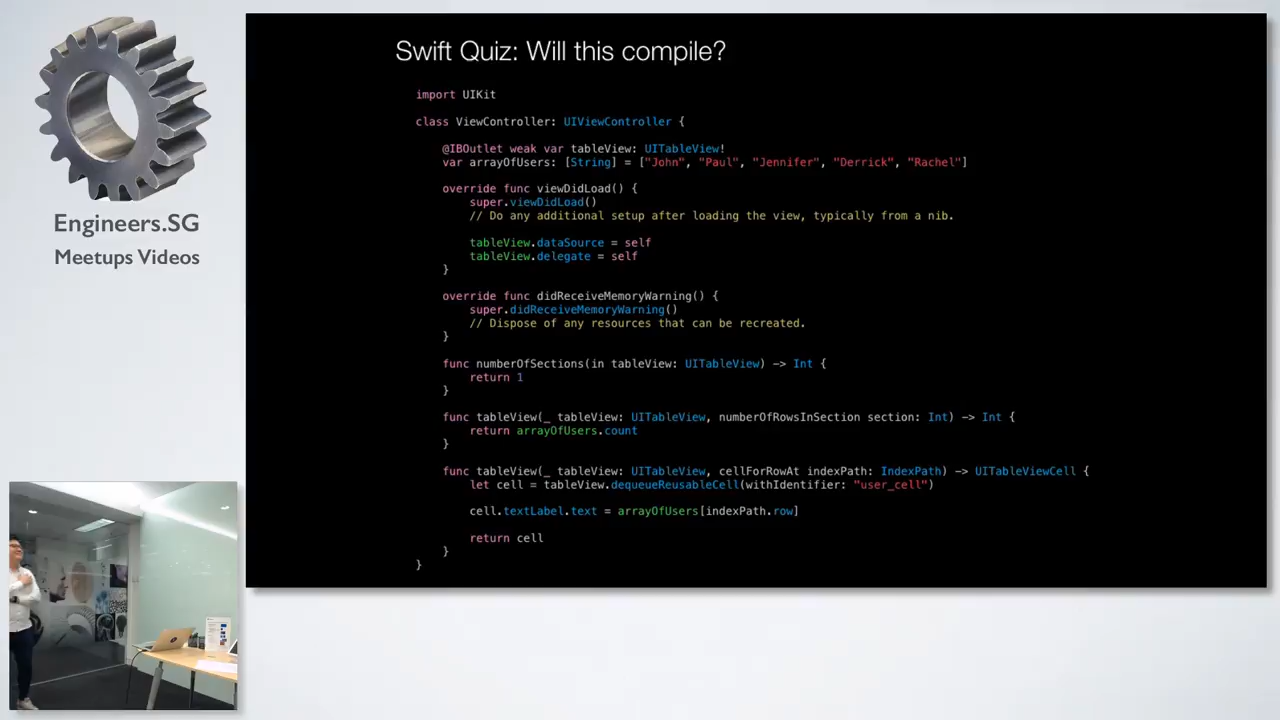 Swift Quiz: Will this compile?
import UIKit
class ViewController: UIViewController {
@IBOutlet weak var tableView: UITableView!
var arrayOfUsers: [String] = ["John", "Paul", "Jennifer", "Derrick", "Rachel"]
override func viewDidLoad() {
super.viewDidLoad()
// Do any additional setup after loading the view, typically from a nib.
tableView.dataSource = self
tableView.delegate = self
}
override func didReceiveMemoryWarning() {
super.didReceiveMemoryWarning()
// Dispose of any resources that can be recreated.
}
func numberOfSections(in tableView: UITableView) -> Int {
return 1
}
func tableView(_ tableView: UITableView, numberOfRowsInSection section: Int) -> Int {
return arrayOfUsers.count
}
func tableView(_ tableView: UITableView, cellForRowAt indexPath: IndexPath) -> UITableViewCell {
let cell = tableView.dequeueReusableCell(withIdentifier: "user_cell")
cell.textLabel.text = arrayOfUsers[indexPath.row]
return cell
}
}
Engineers.SG
Meetups Videos